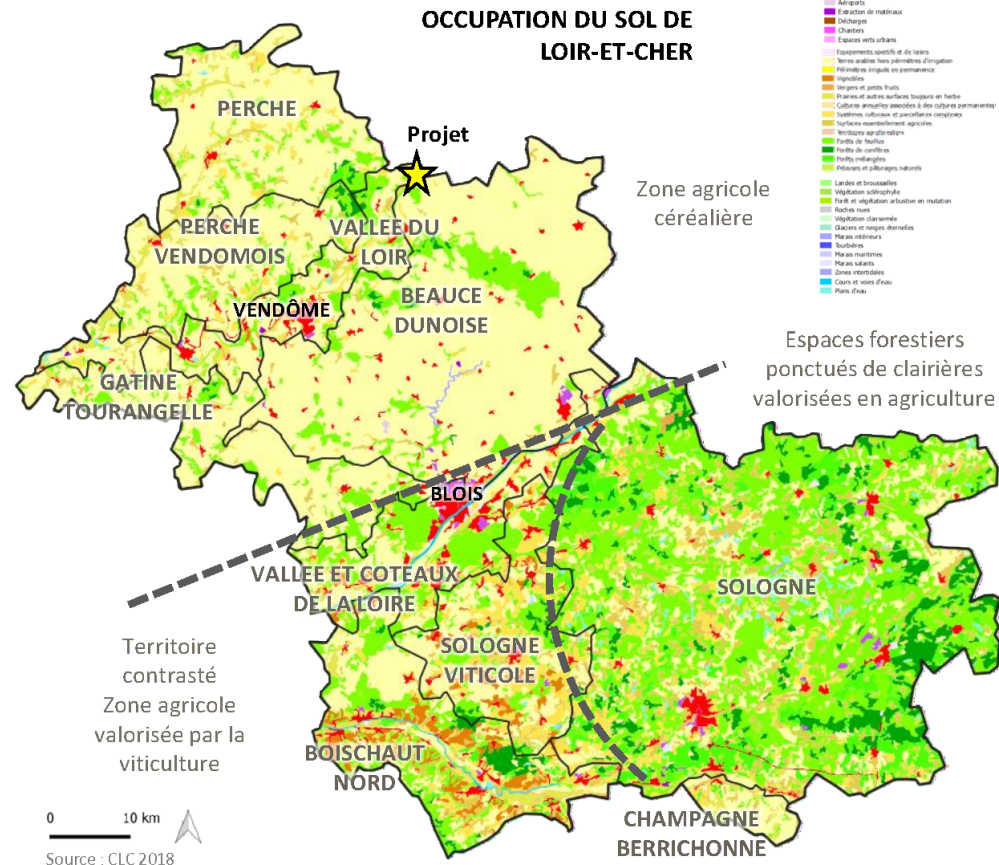 OCCUPATION DU SOL DE
LOIR-ET-CHER
Aéroports
Extraction de matériaux
Décharges
Chantiers
Espaces verts urbains
Equipements sportifs et de loisirs
Terres arables hors périmètres d'irrigation
Périmètres irrigués en permanence
Vignobles
Vergers et petits fruits
Prairies et autres surfaces toujours en herbe
Cultures annuelles associées à des cultures permanentes
Systèmes culturaux et parcellaires complexes
Surfaces essentiellement agricoles
Territoires agroforestiers
Forêts de feuillus
Forêts de conifères
Forêts mélangées
Pelouses et pâturages naturels
Landes et broussailles
Végétation sclérophylle
Forêt et végétation arbustive en mutation
Roches nues
Végétation clairsemée
Glaciers et neiges éternelles
Marais intérieurs
Tourbières
Marais maritimes
Marais salants
Zones intertidales
Cours et voies d'eau
Plans d'eau
PERCHE
Projet
Zone agricole
céréalière
PERCHE
VENDOMOIS
VALLEE DU
LOIR
BEAUCE
DUNOISE
VENDÔME
GATINE
TOURANGELLE
Espaces forestiers
ponctués de clairières
valorisées en agriculture
BLOIS
VALLEE ET COTEAUX
DE LA LOIRE
SOLOGNE
SOLOGNE
VITICOLE
Territoire
contrasté
Zone agricole
valorisée par la
viticulture
BOISCHAUT
NORD
CHAMPAGNE
BERRICHONNE
0 10 km
Source : CLC 2018